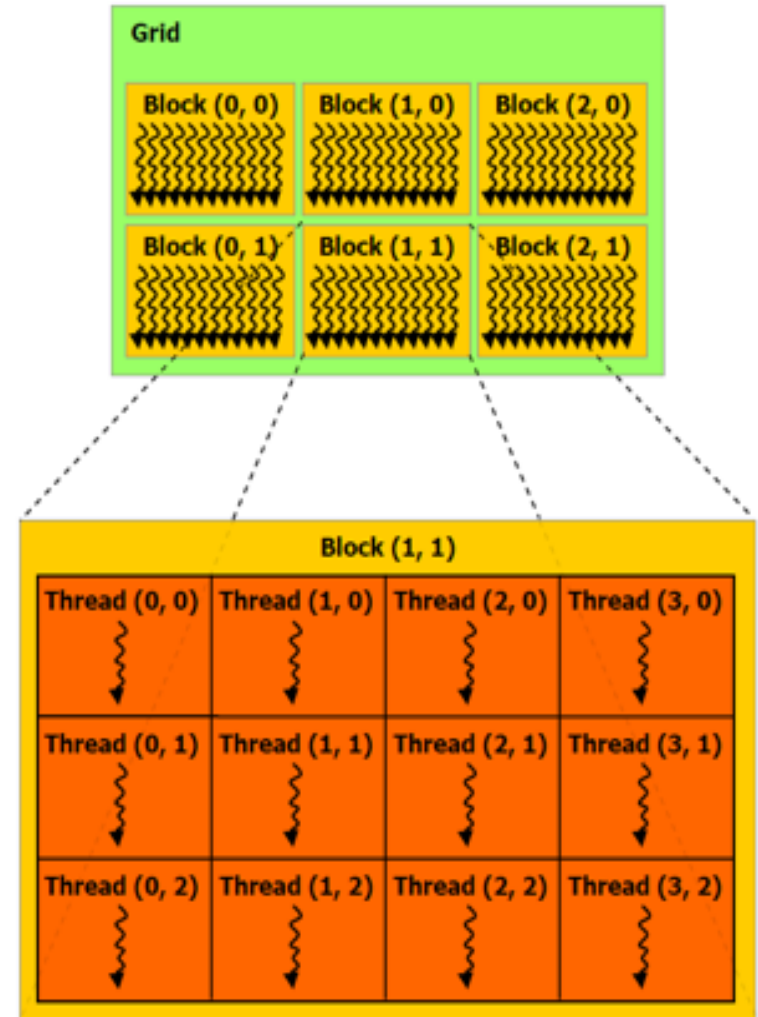 Grid
Block (0, 0) Block (1, 0) Block (2, 0)
Block (0, 1) Block (1, 1) Block (2, 1)
Block (1, 1)
Thread (0, 0) Thread (1, 0) Thread (2, 0) Thread (3, 0)
Thread (0, 1) Thread (1, 1) Thread (2, 1) Thread (3, 1)
Thread (0, 2) Thread (1, 2) Thread (2, 2) Thread (3, 2)